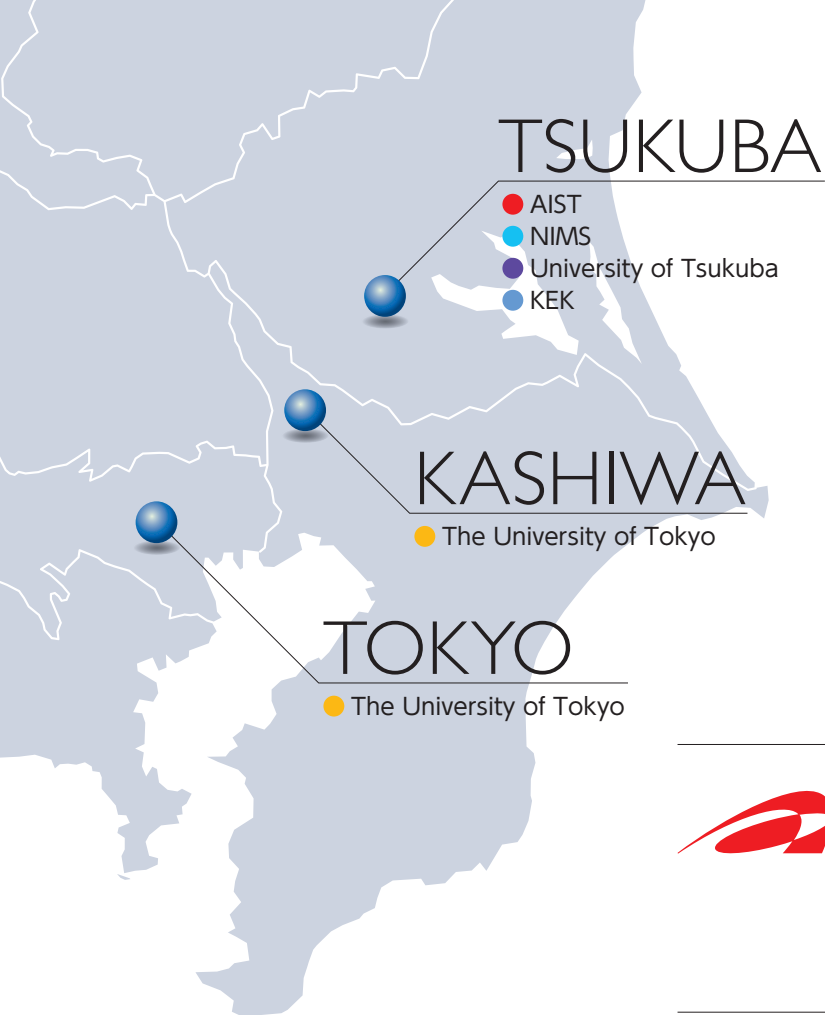 TSUKUBA
AIST
NIMS
University of Tsukuba
KEK
KASHIWA
The University of Tokyo
TOKYO
The University of Tokyo